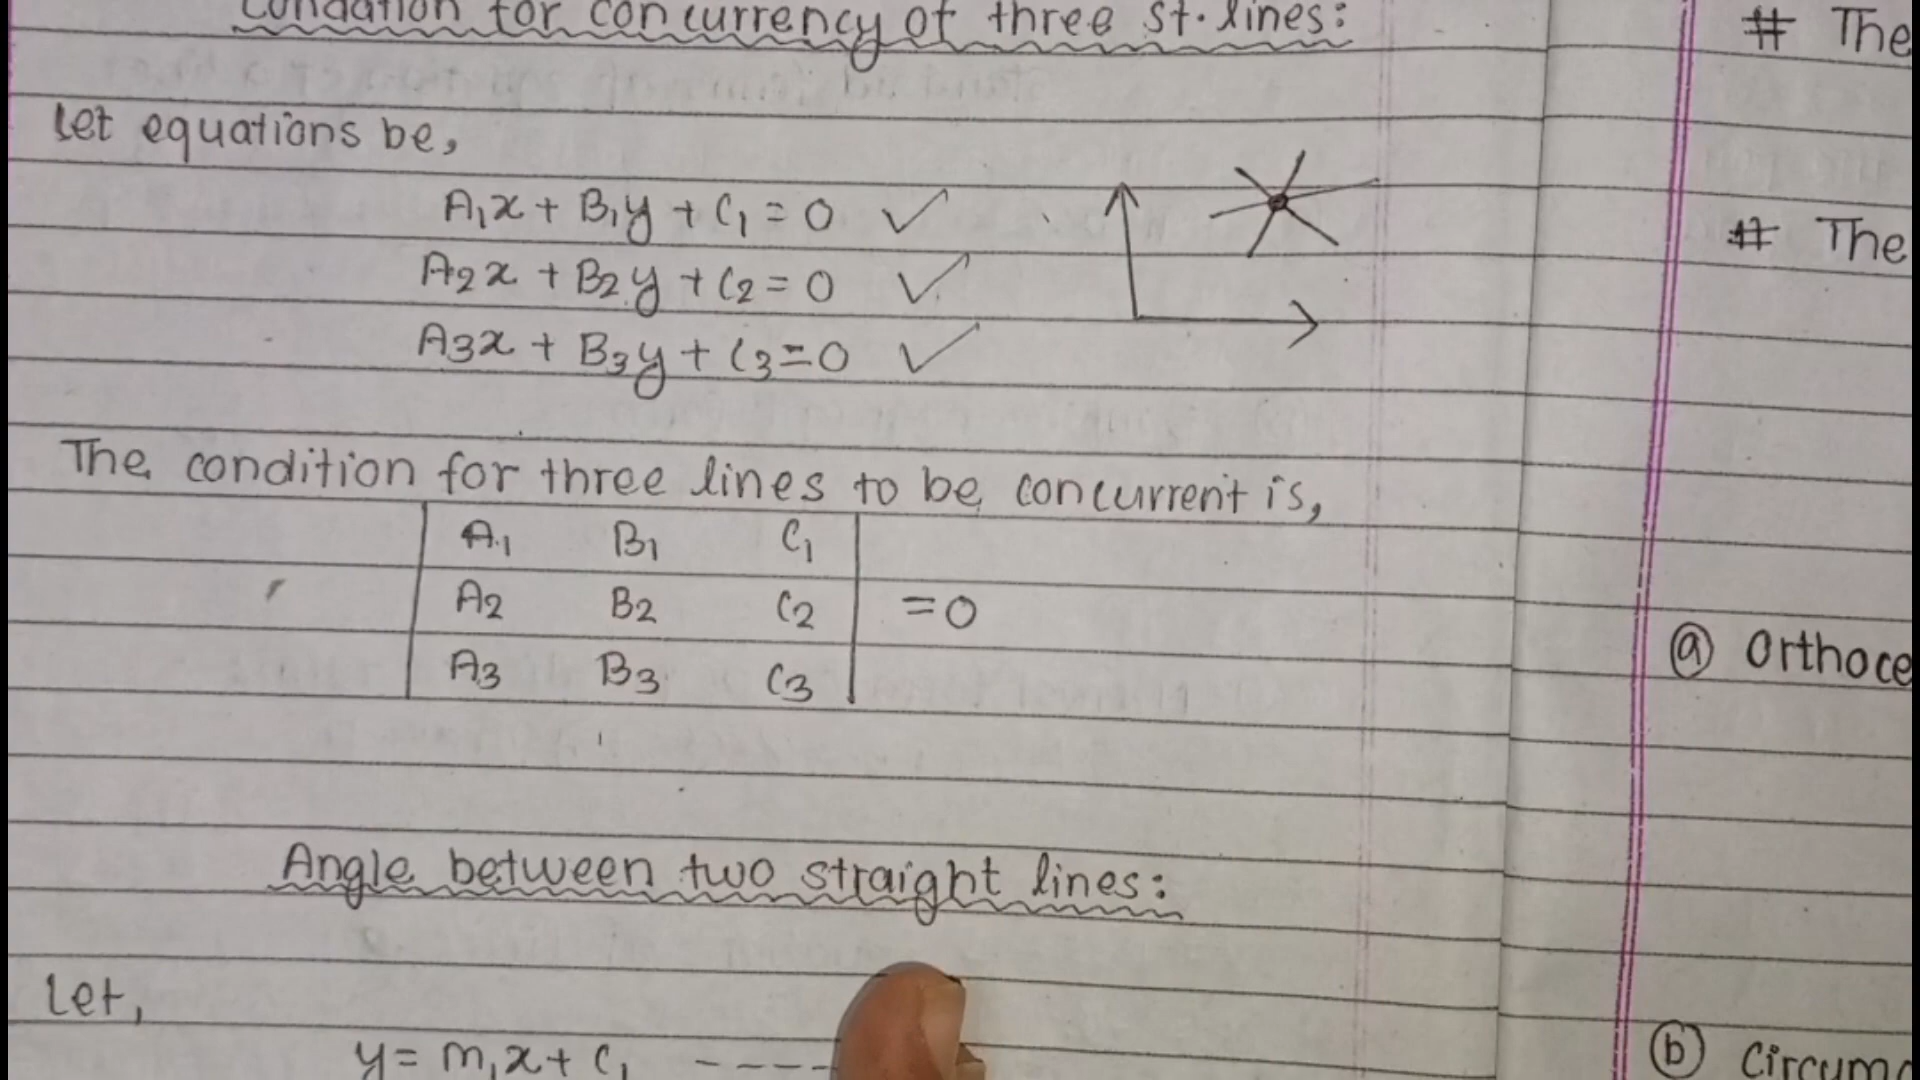 Condation for concurrency of three st. lines:
Let equations be,
A₁x + B₁y + C₁ = 0 ✓
A₂x + B₂y + C₂ = 0 ✓
A₃x + B₃y + C₃ = 0 ✓
The condition for three lines to be concurrent is,
A₁ B₁ C₁
A₂ B₂ C₂ = 0
A₃ B₃ C₃
Angle between two straight lines:
Let,
y = m₁x + C₁ ----
# The
# The
(a) Orthoce
(b) Circum